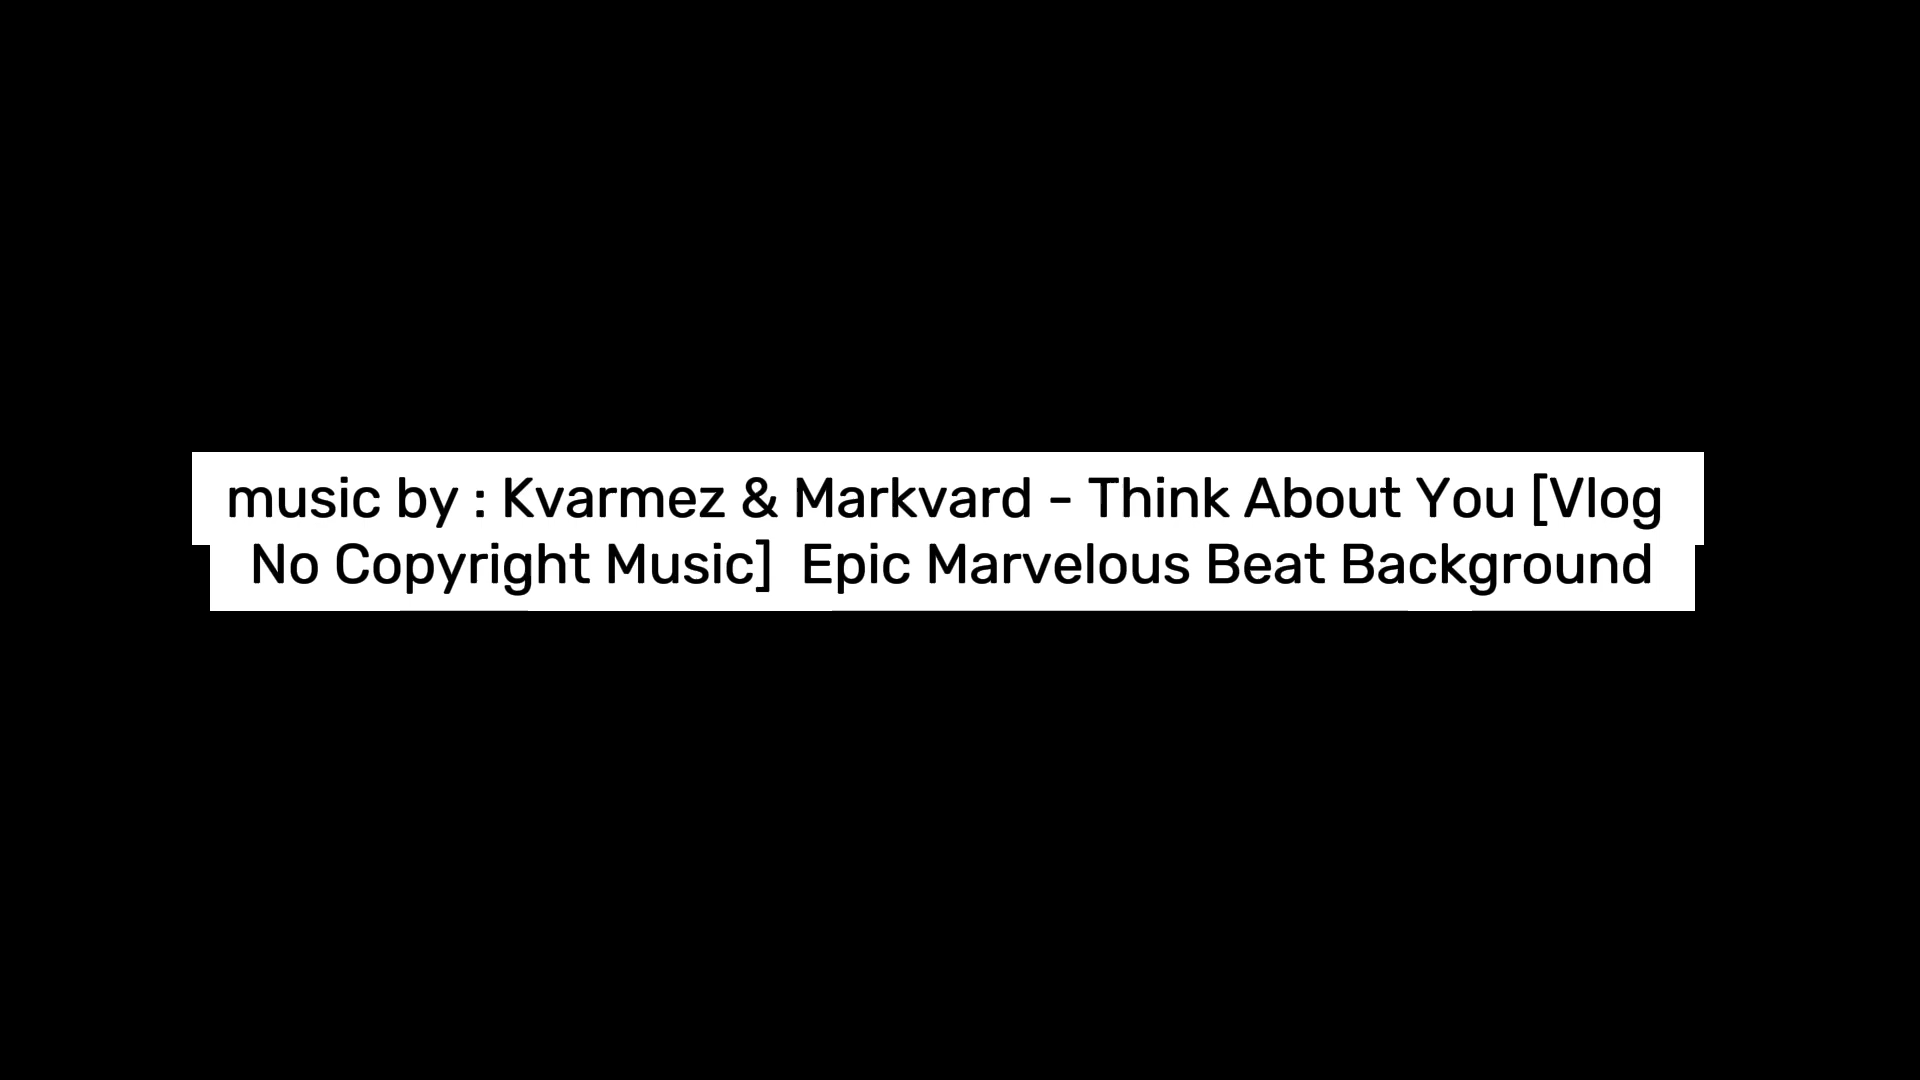 music by : Kvarmez & Markvard - Think About You [Vlog
No Copyright Music]  Epic Marvelous Beat Background